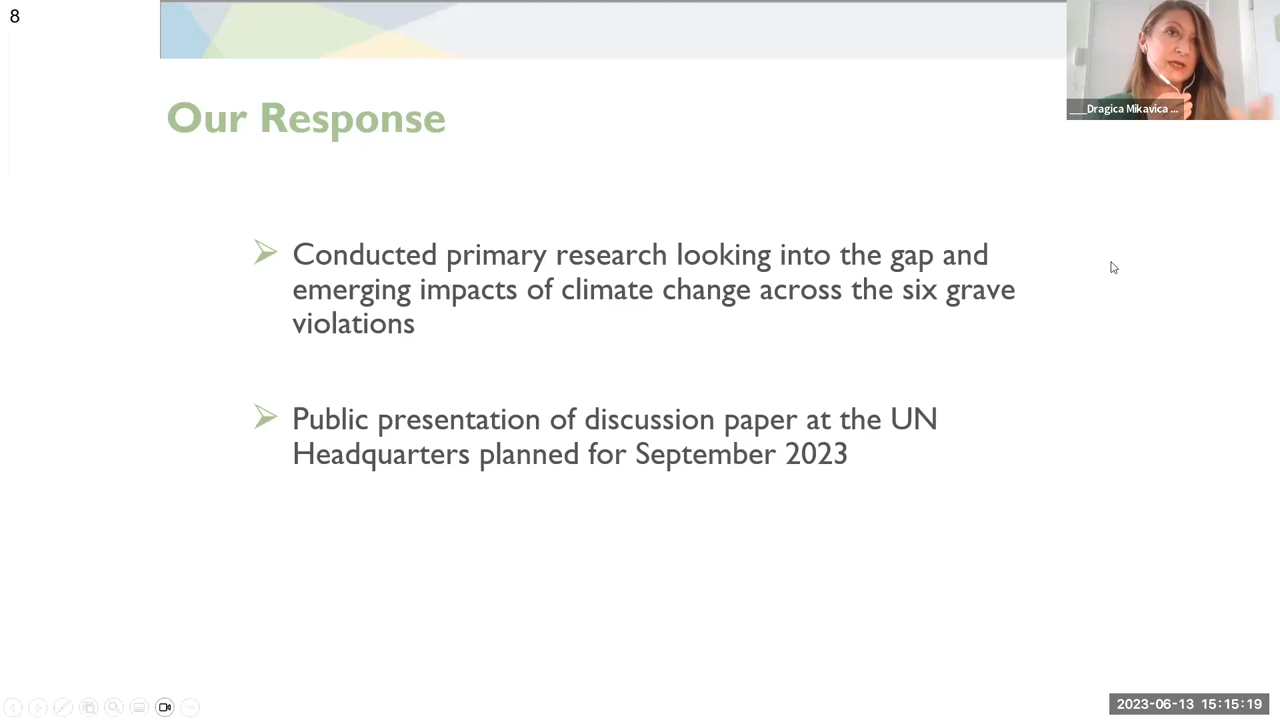 8
___Dragica Mikavica ...
Our Response
Conducted primary research looking into the gap and
emerging impacts of climate change across the six grave
violations
Public presentation of discussion paper at the UN
Headquarters planned for September 2023
2023-06-13 15:15:19